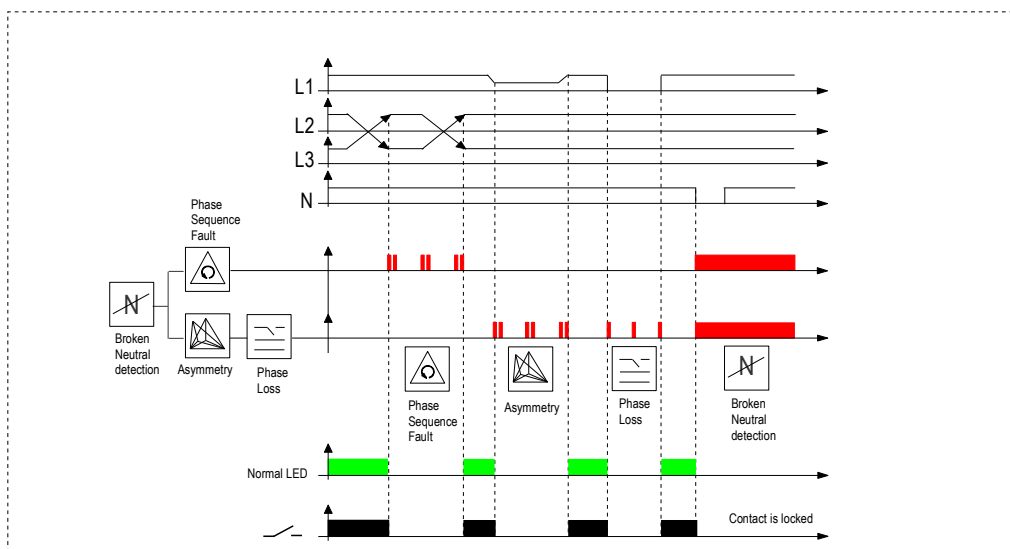 L1
L2
L3
N
Phase
Sequence
Fault
N
Broken
Neutral
detection
Asymmetry
Phase
Loss
Phase
Sequence
Fault
Asymmetry
Phase
Loss
N
Broken
Neutral
detection
Normal LED
Contact is locked